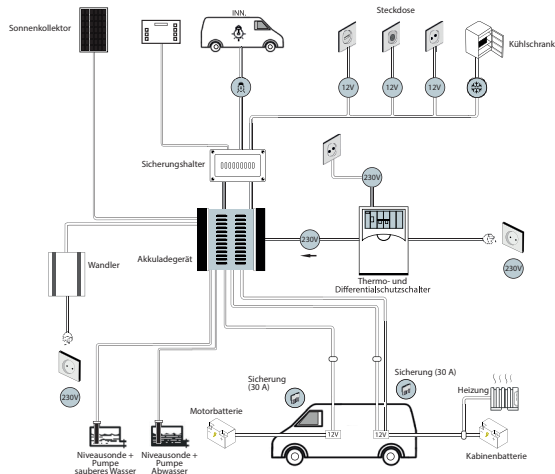 INN.
Steckdose
Sonnenkollektor
Kühlschrank
12V
12V
12V
Sicherungshalter
230V
230V
Akkuladegerät
Wandler
230V
Thermo- und
Differentialschutzschalter
230V
Sicherung
(30 A)
Sicherung (30 A)
Heizung
Motorbatterie
12V
12V
Kabinenbatterie
Niveausonde +
Pumpe
sauberes Wasser
Niveausonde +
Pumpe
Abwasser